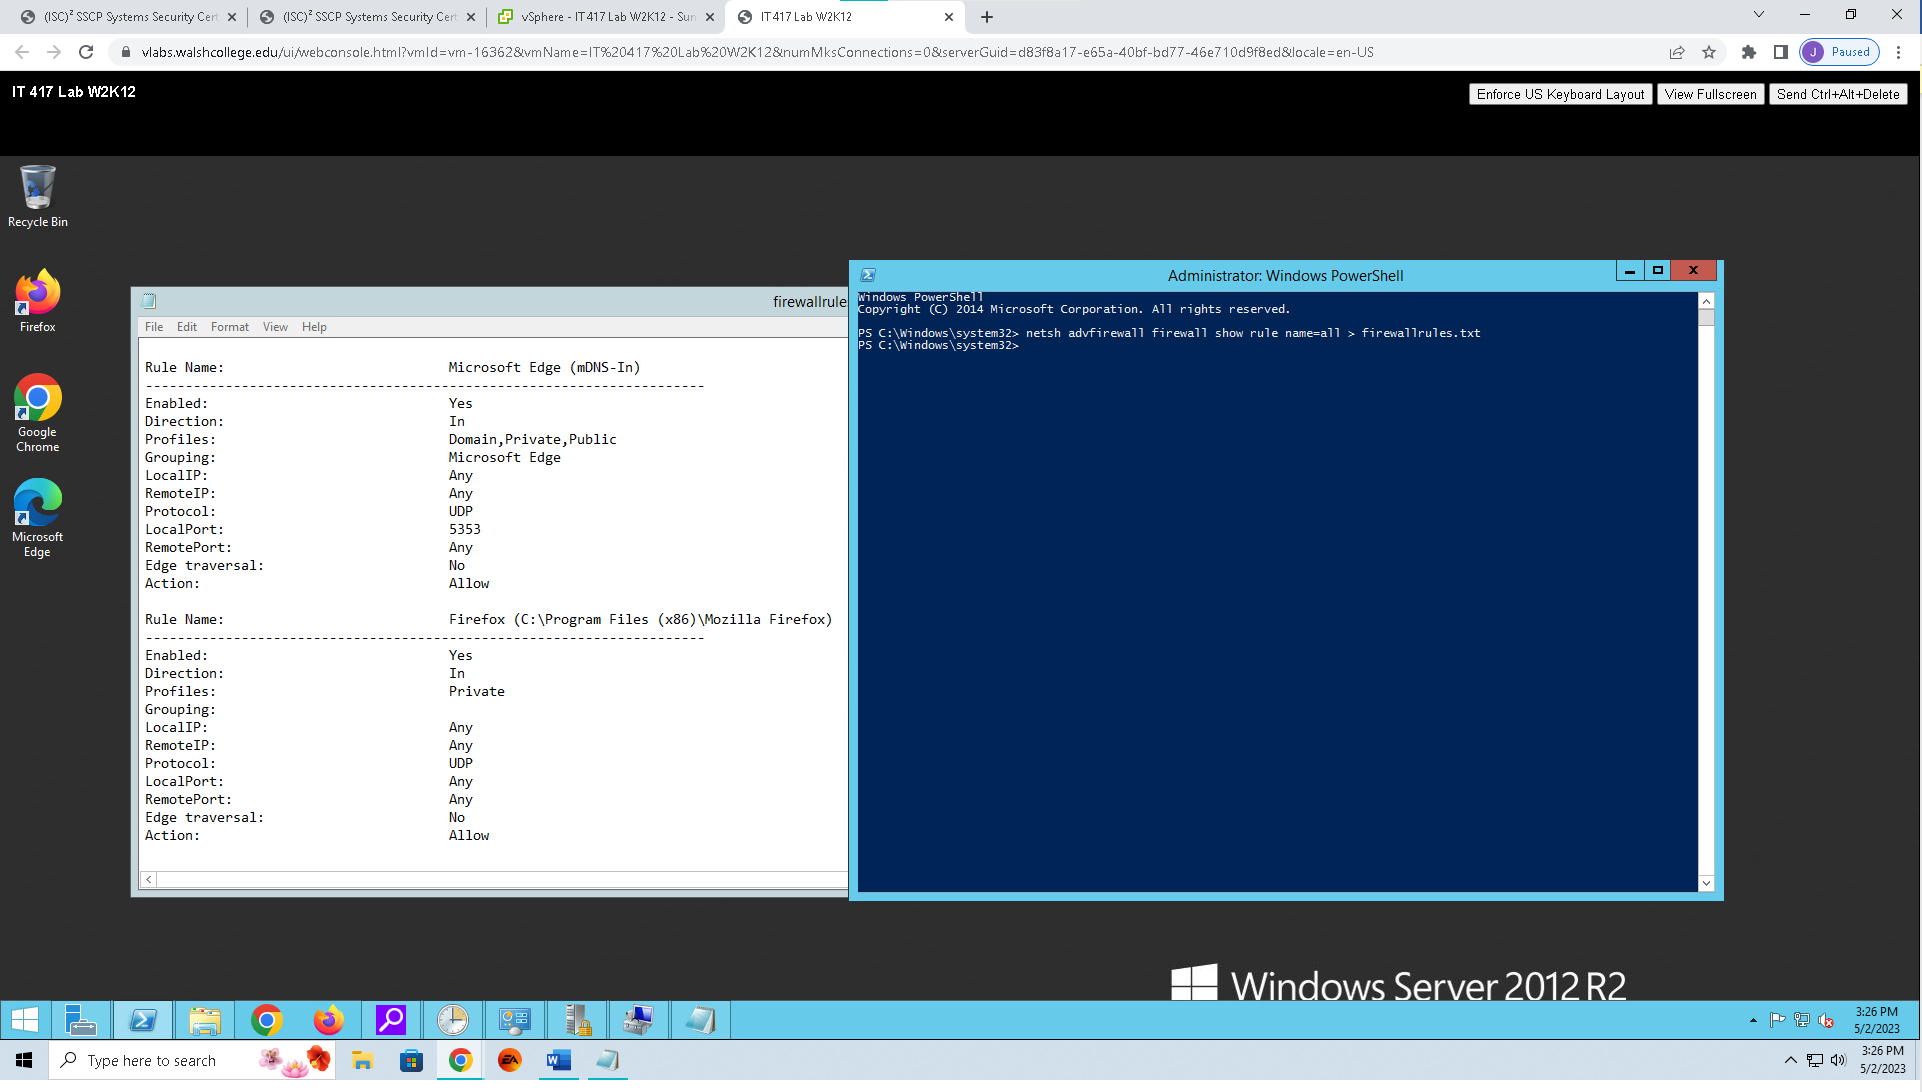 (ISC)² SSCP Systems Security Cert
(ISC)² SSCP Systems Security Cert
vSphere - IT 417 Lab W2K12 - Sum
IT 417 Lab W2K12
vlabs.walshcollege.edu/ui/webconsole.html?vmId=vm-16362&vmName=IT%20417%20Lab%20W2K12&numMksConnections=0&serverGuid=d83f8a17-e65a-40bf-bd77-46e710d9f8ed&locale=en-US
J
Paused
IT 417 Lab W2K12
Enforce US Keyboard Layout
View Fullscreen
Send Ctrl+Alt+Delete
Recycle Bin
Firefox
Google
Chrome
Microsoft
Edge
firewallrules
File Edit Format View Help
Rule Name: Microsoft Edge (mDNS-In)
----------------------------------------------------------------------
Enabled: Yes
Direction: In
Profiles: Domain,Private,Public
Grouping: Microsoft Edge
LocalIP: Any
RemoteIP: Any
Protocol: UDP
LocalPort: 5353
RemotePort: Any
Edge traversal: No
Action: Allow
Rule Name: Firefox (C:\Program Files (x86)\Mozilla Firefox)
----------------------------------------------------------------------
Enabled: Yes
Direction: In
Profiles: Private
Grouping:
LocalIP: Any
RemoteIP: Any
Protocol: UDP
LocalPort: Any
RemotePort: Any
Edge traversal: No
Action: Allow
Administrator: Windows PowerShell
Windows PowerShell
Copyright (C) 2014 Microsoft Corporation. All rights reserved.
PS C:\Windows\system32> netsh advfirewall firewall show rule name=all > firewallrules.txt
PS C:\Windows\system32>
Windows Server 2012 R2
3:26 PM
5/2/2023
Type here to search
EA
W
3:26 PM
5/2/2023